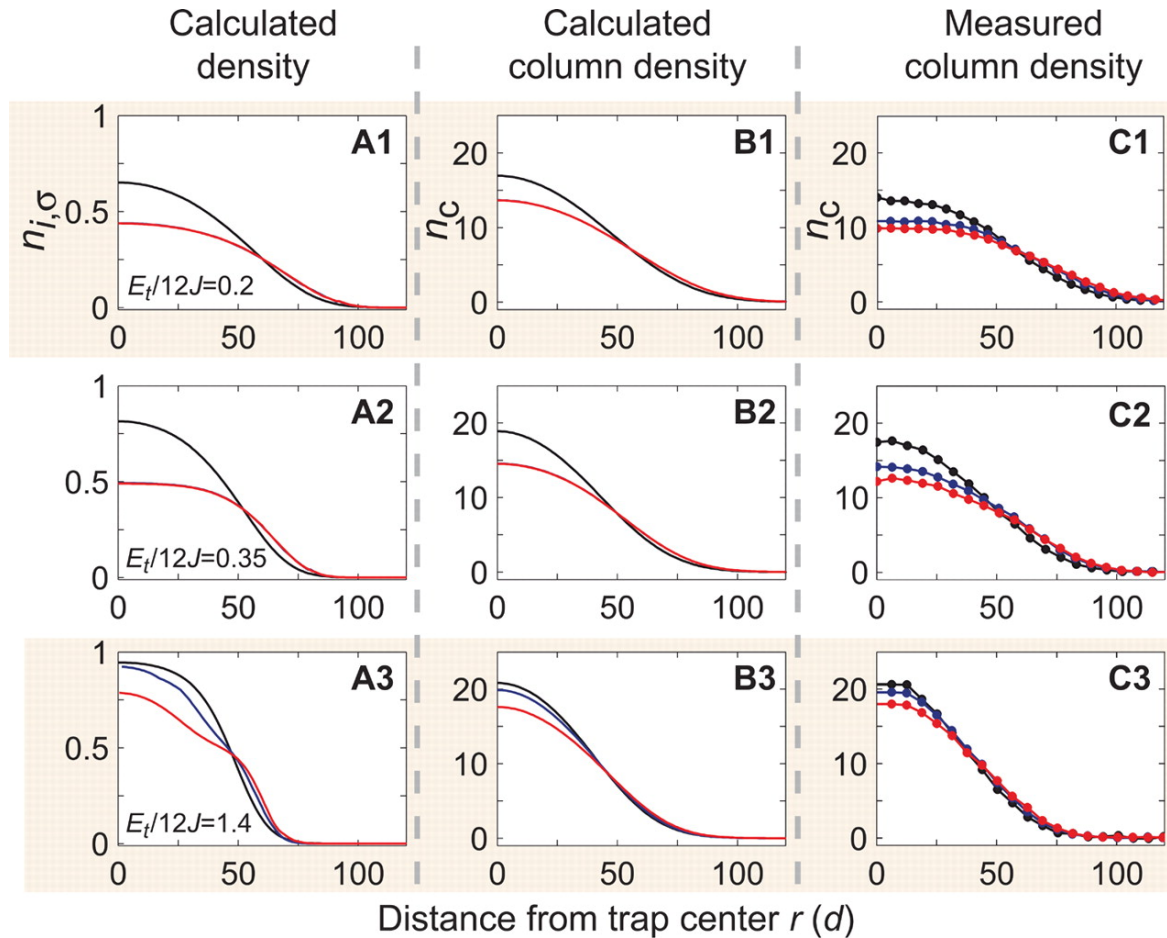 Calculated density
Calculated column density
Measured column density
A1
B1
C1
1
0.5
0
n_{i,σ}
E_t/12J=0.2
0 50 100
20
10
0
n_c
0 50 100
20
10
0
n_c
0 50 100
A2
B2
C2
1
0.5
0
E_t/12J=0.35
0 50 100
20
10
0
0 50 100
20
10
0
0 50 100
A3
B3
C3
1
0.5
0
E_t/12J=1.4
0 50 100
20
10
0
0 50 100
20
10
0
0 50 100
Distance from trap center r (d)